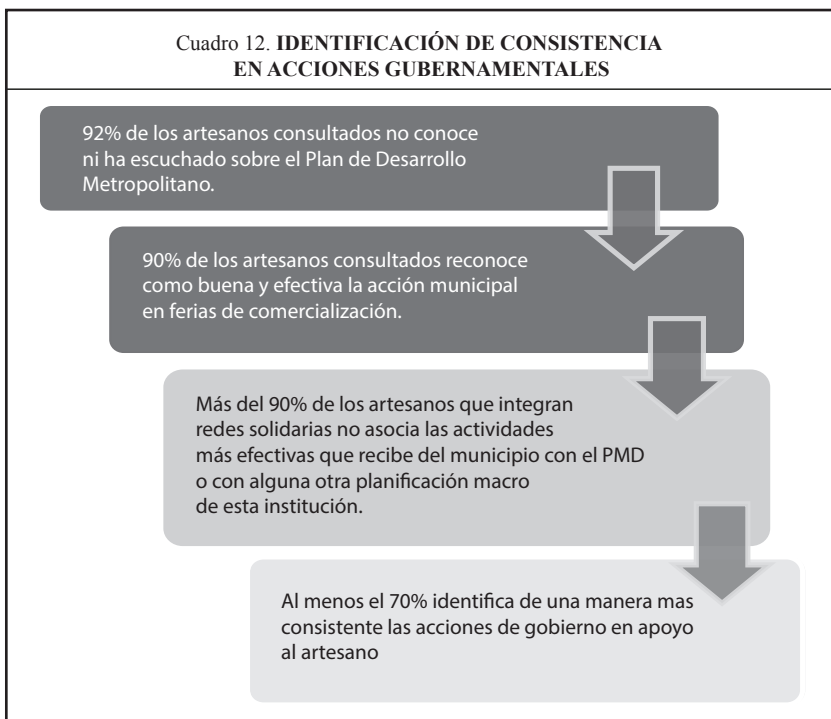 Cuadro 12. IDENTIFICACIÓN DE CONSISTENCIA
EN ACCIONES GUBERNAMENTALES
92% de los artesanos consultados no conoce
ni ha escuchado sobre el Plan de Desarrollo
Metropolitano.
90% de los artesanos consultados reconoce
como buena y efectiva la acción municipal
en ferias de comercialización.
Más del 90% de los artesanos que integran
redes solidarias no asocia las actividades
más efectivas que recibe del municipio con el PMD
o con alguna otra planificación macro
de esta institución.
Al menos el 70% identifica de una manera mas
consistente las acciones de gobierno en apoyo
al artesano